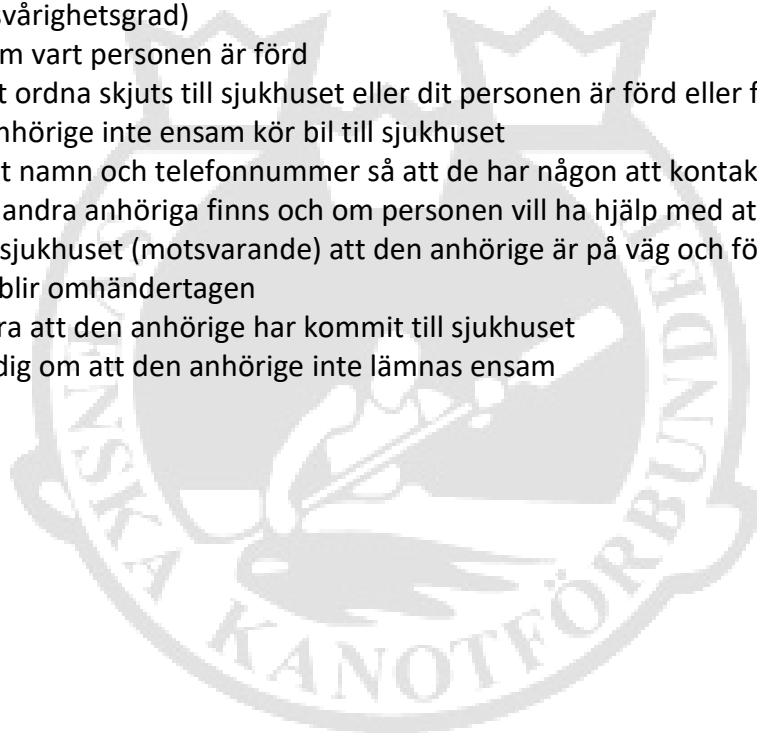 svårighetsgrad)
m vart personen är förd
t ordna skjuts till sjukhuset eller dit personen är förd eller f
nhörige inte ensam kör bil till sjukhuset
t namn och telefonnummer så att de har någon att kontak
andra anhöriga finns och om personen vill ha hjälp med at
sjukhuset (motsvarande) att den anhörige är på väg och fö
blir omhändertagen
ra att den anhörige har kommit till sjukhuset
dig om att den anhörige inte lämnas ensam
SVENSKA KANOTFÖRBUNDET